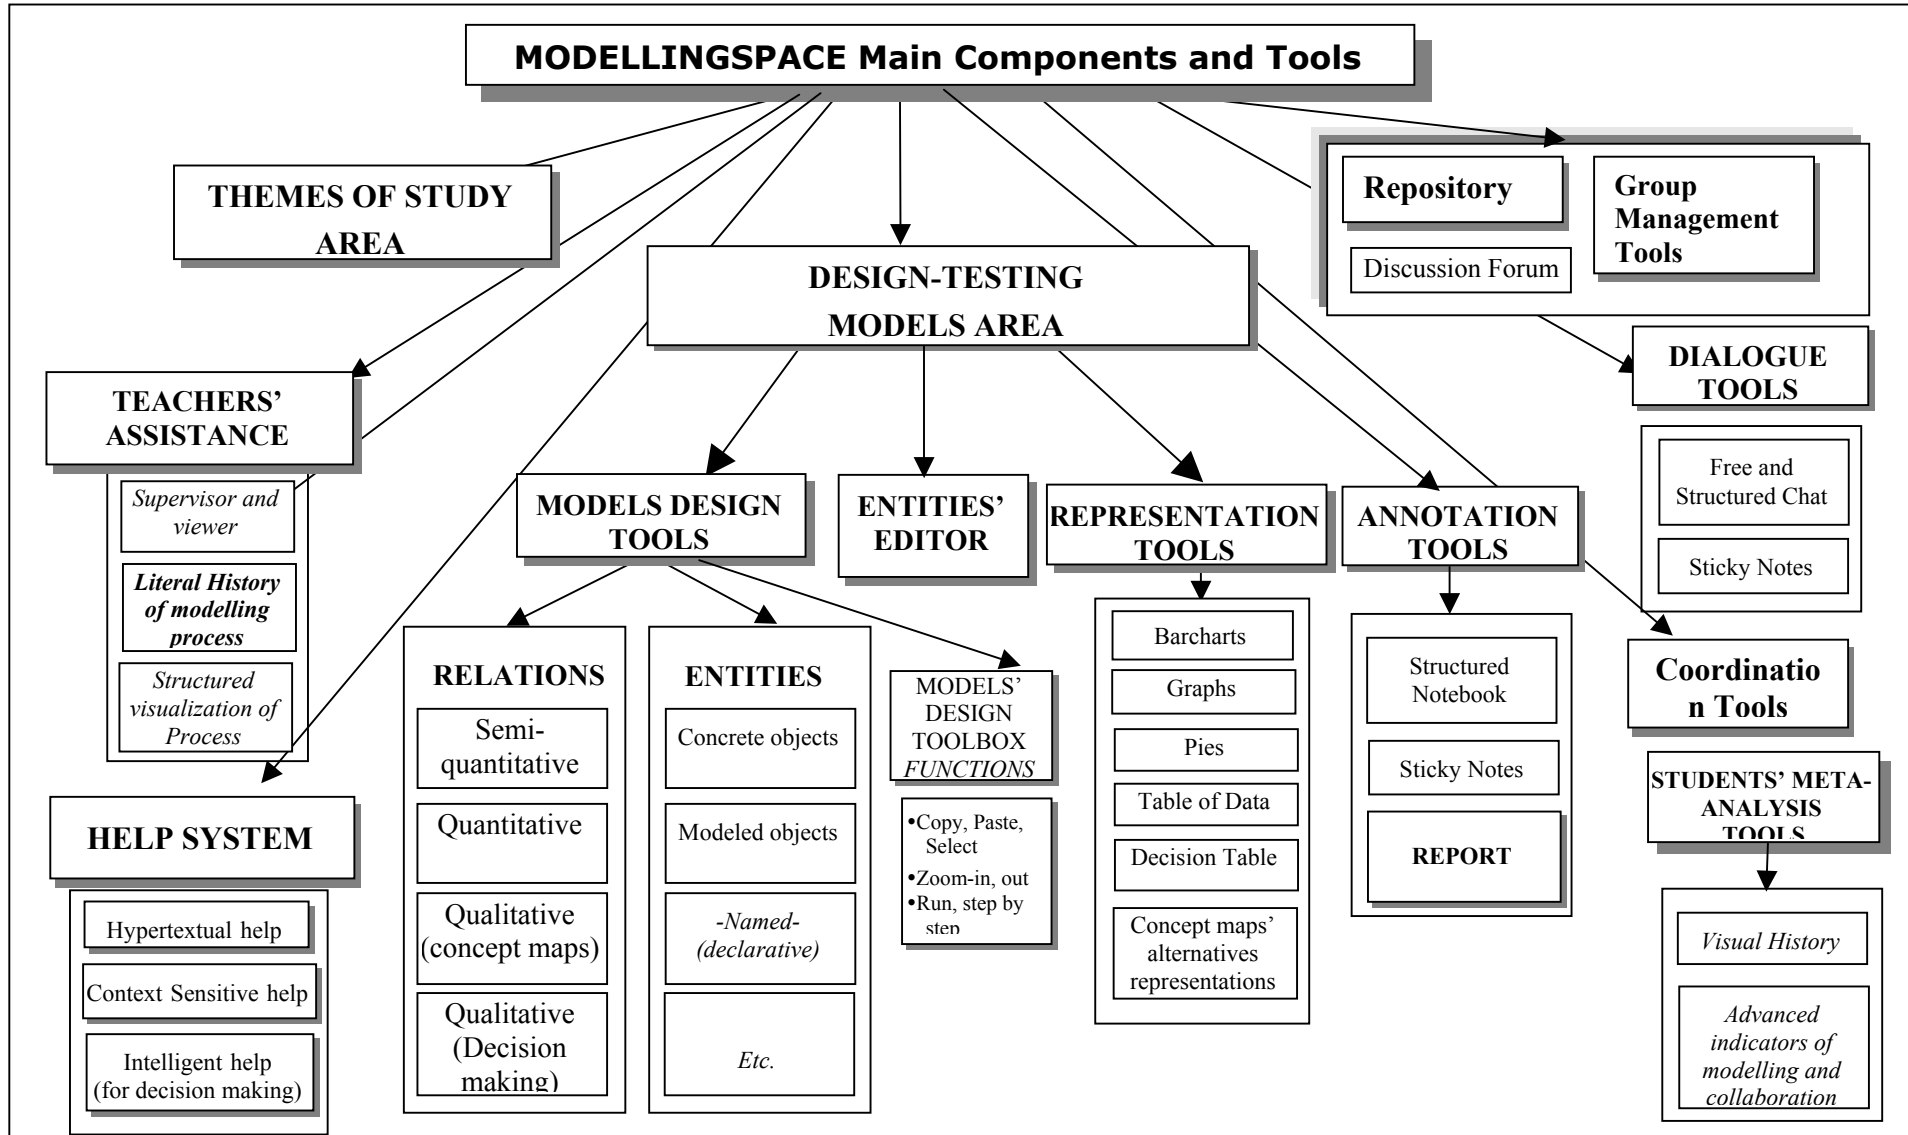 MODELLINGSPACE Main Components and Tools
THEMES OF STUDY
AREA
Repository
Discussion Forum
Group
Management
Tools
DESIGN-TESTING
MODELS AREA
DIALOGUE
TOOLS
Free and
Structured Chat
Sticky Notes
TEACHERS’
ASSISTANCE
Supervisor and
viewer
Literal History
of modelling
process
Structured
visualization of
Process
MODELS DESIGN
TOOLS
ENTITIES’
EDITOR
REPRESENTATION
TOOLS
ANNOTATION
TOOLS
RELATIONS
Semi-
quantitative
Quantitative
Qualitative
(concept maps)
Qualitative
(Decision
making)
ENTITIES
Concrete objects
Modeled objects
-Named-
(declarative)
Etc.
MODELS’
DESIGN
TOOLBOX
FUNCTIONS
•Copy, Paste,
Select
•Zoom-in, out
•Run, step by
step
Barcharts
Graphs
Pies
Table of Data
Decision Table
Concept maps’
alternatives
representations
Structured
Notebook
Sticky Notes
REPORT
Coordinatio
n Tools
STUDENTS’ META-
ANALYSIS
TOOLS
Visual History
Advanced
indicators of
modelling and
collaboration
HELP SYSTEM
Hypertextual help
Context Sensitive help
Intelligent help
(for decision making)